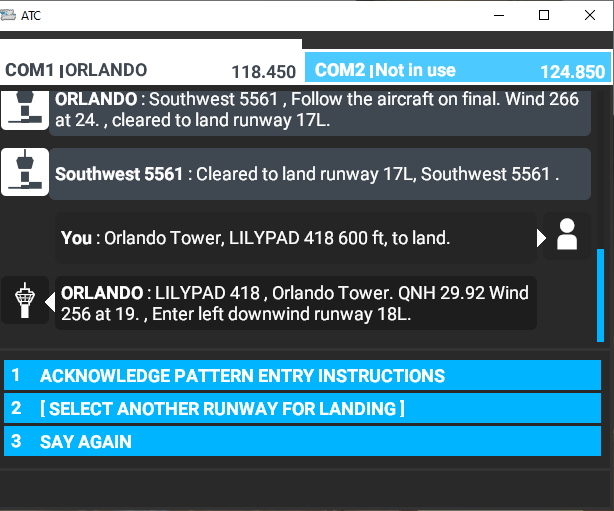 ATC
COM1 |ORLANDO 118.450
COM2 |Not in use 124.850
ORLANDO : Southwest 5561 , Follow the aircraft on final. Wind 266
at 24. , cleared to land runway 17L.
Southwest 5561 : Cleared to land runway 17L, Southwest 5561 .
You : Orlando Tower, LILYPAD 418 600 ft, to land.
ORLANDO : LILYPAD 418 , Orlando Tower. QNH 29.92 Wind
256 at 19. , Enter left downwind runway 18L.
1 ACKNOWLEDGE PATTERN ENTRY INSTRUCTIONS
2 [ SELECT ANOTHER RUNWAY FOR LANDING ]
3 SAY AGAIN